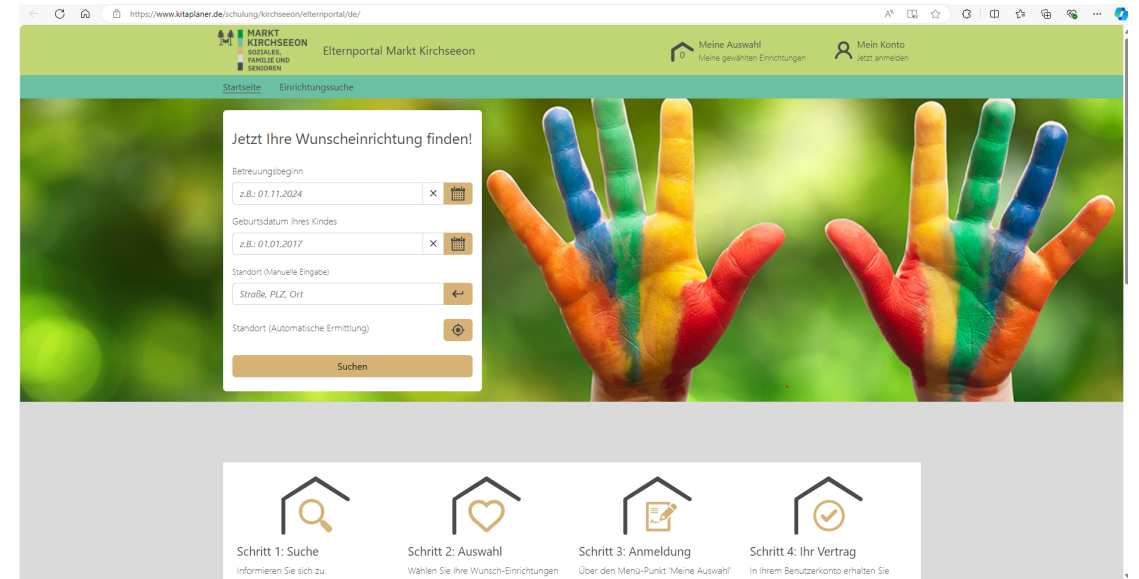 https://www.kitaplaner.de/schulung/kirchseeon/elternportal/de/
MARKT
KIRCHSEEON
SOZIALES,
FAMILIE UND
SENIOREN
Elternportal Markt Kirchseeon
0
Meine Auswahl
Meine gewählten Einrichtungen
Mein Konto
Jetzt anmelden
Startseite Einrichtungssuche
Jetzt Ihre Wunscheinrichtung finden!
Betreuungsbeginn
z.B.: 01.11.2024
Geburtsdatum Ihres Kindes
z.B.: 01.01.2017
Standort (Manuelle Eingabe)
Straße, PLZ, Ort
Standort (Automatische Ermittlung)
Suchen
Schritt 1: Suche
Informieren Sie sich zu
Schritt 2: Auswahl
Wählen Sie Ihre Wunsch-Einrichtungen
Schritt 3: Anmeldung
Über den Menü-Punkt 'Meine Auswahl'
Schritt 4: Ihr Vertrag
In Ihrem Benutzerkonto erhalten Sie